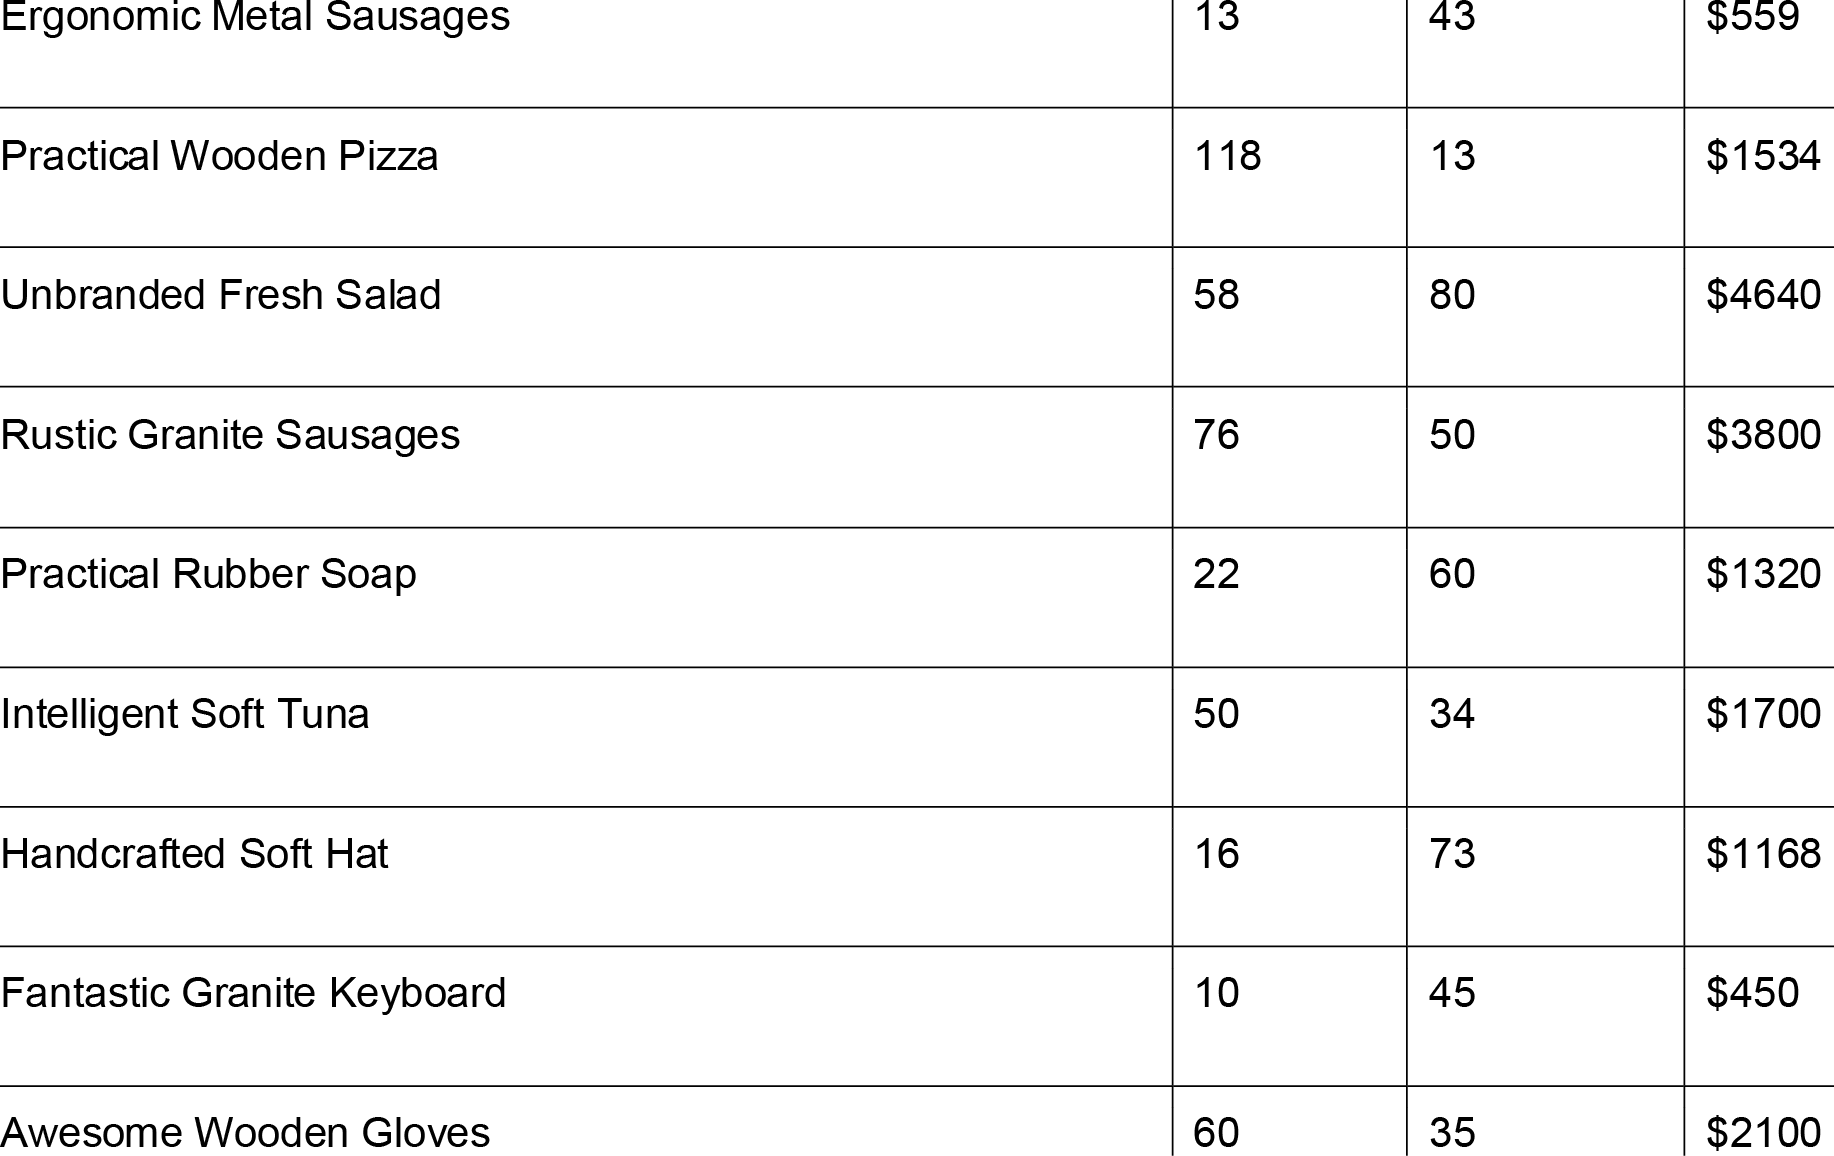 Ergonomic Metal Sausages 13 43 $559
Practical Wooden Pizza 118 13 $1534
Unbranded Fresh Salad 58 80 $4640
Rustic Granite Sausages 76 50 $3800
Practical Rubber Soap 22 60 $1320
Intelligent Soft Tuna 50 34 $1700
Handcrafted Soft Hat 16 73 $1168
Fantastic Granite Keyboard 10 45 $450
Awesome Wooden Gloves 60 35 $2100